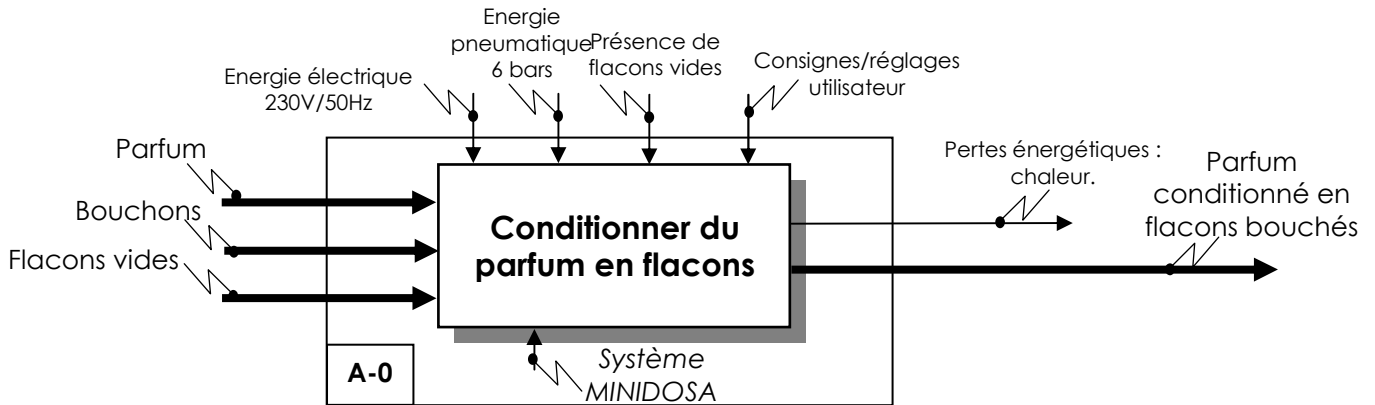 Energie
pneumatique
6 bars
Présence de
flacons vides
Energie électrique
230V/50Hz
Consignes/réglages
utilisateur
Parfum
Bouchons
Flacons vides
Conditionner du
parfum en flacons
Pertes énergétiques :
chaleur.
Parfum
conditionné en
flacons bouchés
A-0
Système
MINIDOSA